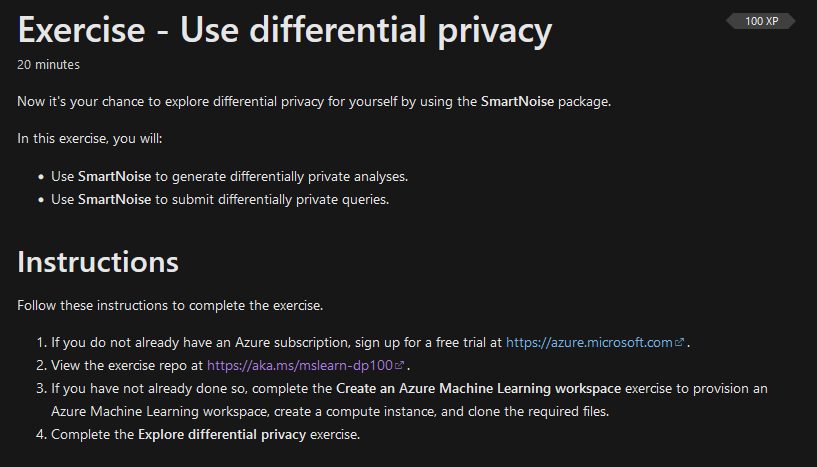 Exercise - Use differential privacy
100 XP
20 minutes
Now it's your chance to explore differential privacy for yourself by using the SmartNoise package.
In this exercise, you will:
• Use SmartNoise to generate differentially private analyses.
• Use SmartNoise to submit differentially private queries.
Instructions
Follow these instructions to complete the exercise.
1. If you do not already have an Azure subscription, sign up for a free trial at https://azure.microsoft.com.
2. View the exercise repo at https://aka.ms/mslearn-dp100.
3. If you have not already done so, complete the Create an Azure Machine Learning workspace exercise to provision an
Azure Machine Learning workspace, create a compute instance, and clone the required files.
4. Complete the Explore differential privacy exercise.